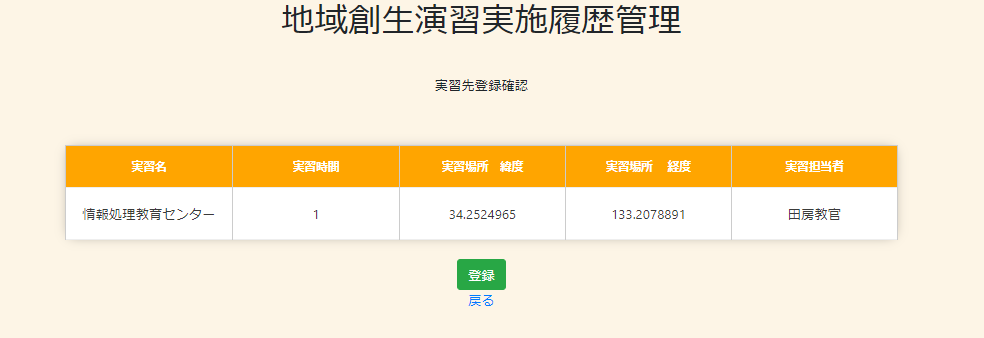 地域創生演習実施履歴管理
実習先登録確認
実習名 実習時間 実習場所　緯度 実習場所　経度 実習担当者
情報処理教育センター 1 34.2524965 133.2078891 田房教官
登録
戻る